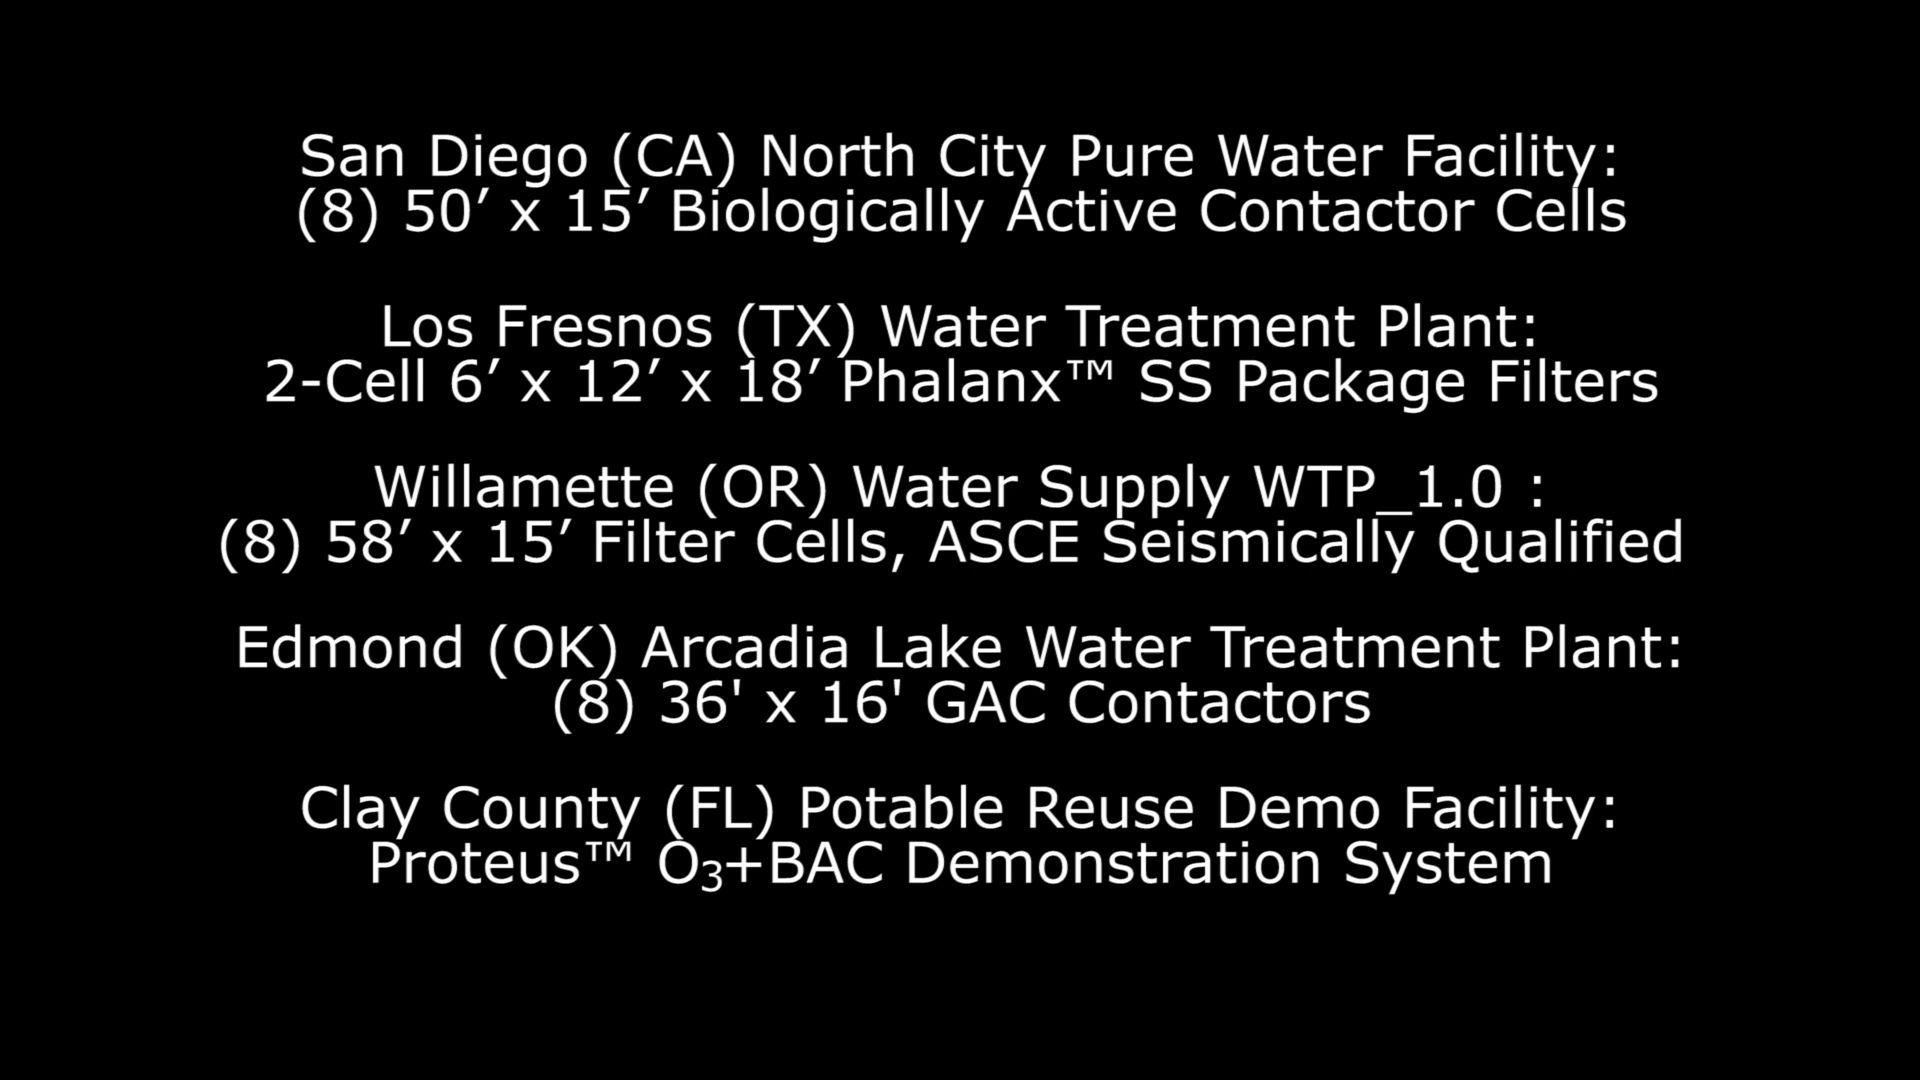 San Diego (CA) North City Pure Water Facility:
(8) 50’ x 15’ Biologically Active Contactor Cells
Los Fresnos (TX) Water Treatment Plant:
2-Cell 6’ x 12’ x 18’ Phalanx™ SS Package Filters
Willamette (OR) Water Supply WTP_1.0 :
(8) 58’ x 15’ Filter Cells, ASCE Seismically Qualified
Edmond (OK) Arcadia Lake Water Treatment Plant:
(8) 36' x 16' GAC Contactors
Clay County (FL) Potable Reuse Demo Facility:
Proteus™ O₃+BAC Demonstration System